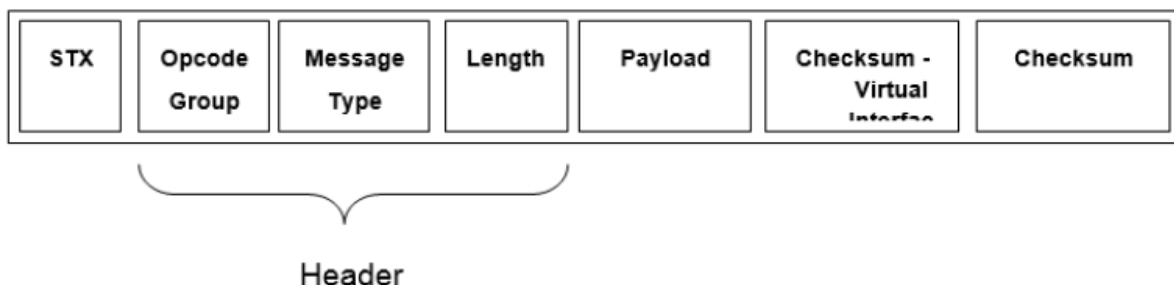 STX
Opcode
Group
Message
Type
Length
Payload
Checksum -
Virtual
Checksum
Header